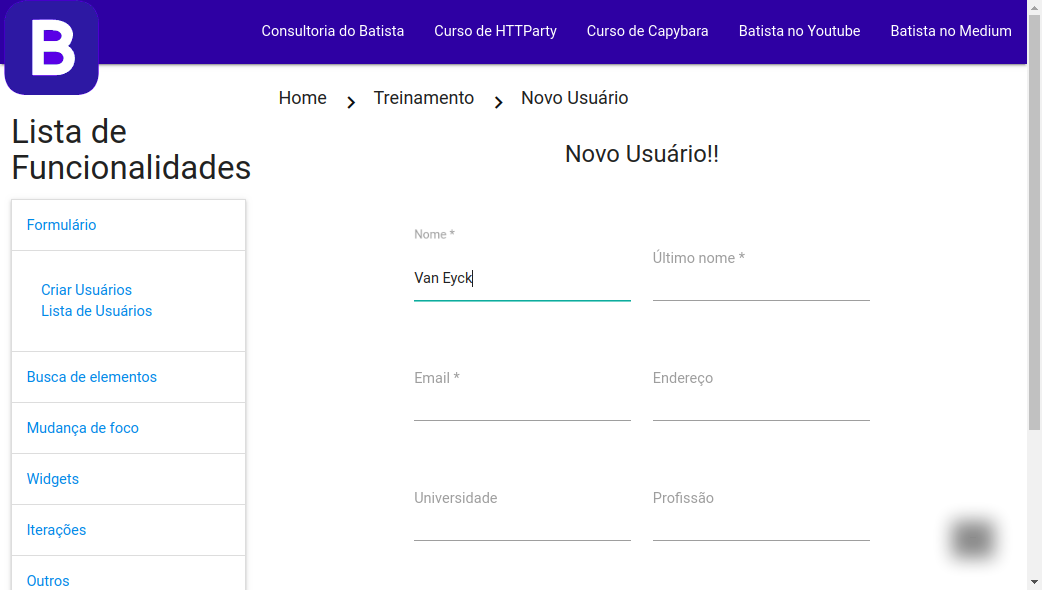 B
Consultoria do Batista Curso de HTTParty Curso de Capybara Batista no Youtube Batista no Medium
Home Treinamento Novo Usuário
Lista de
Funcionalidades
Formulário
Criar Usuários
Lista de Usuários
Busca de elementos
Mudança de foco
Widgets
Iterações
Outros
Novo Usuário!!
Nome *
Van Eyck
Último nome *
Email *
Endereço
Universidade
Profissão